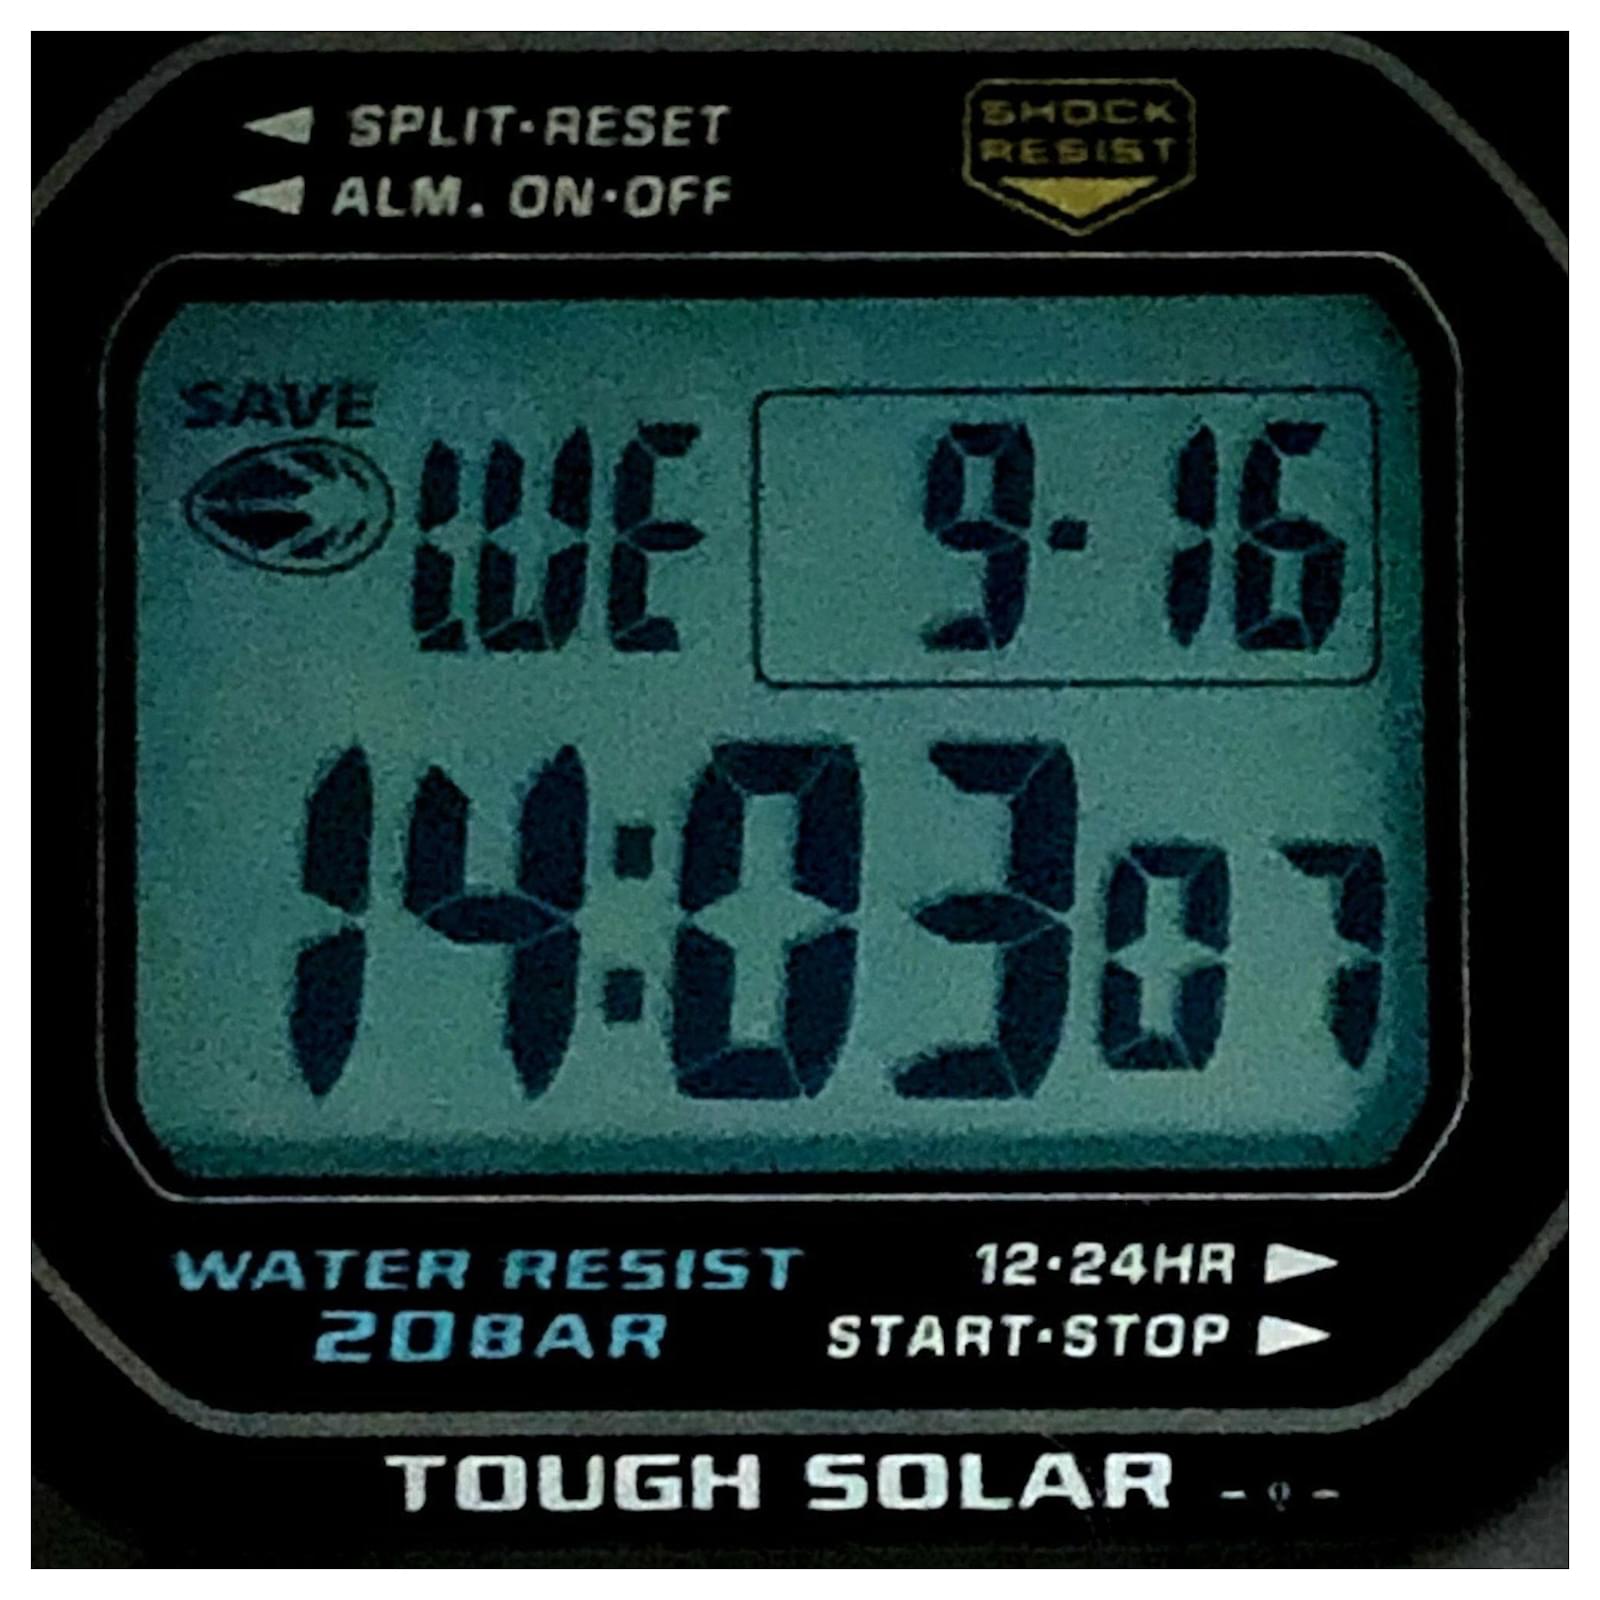 SPLIT·RESET
ALM. ON·OFF
SHOCK
RESIST
SAVE
WE 9-16
14:03 07
WATER RESIST
20BAR
12·24HR
START·STOP
TOUGH SOLAR